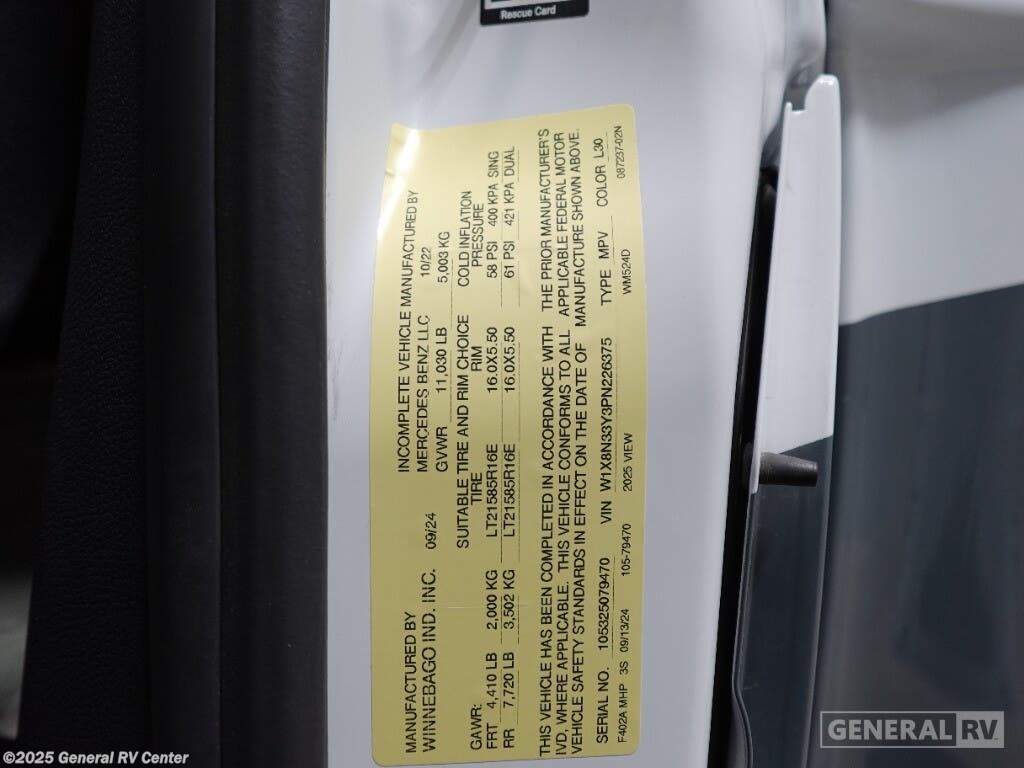 Rescue Card
MANUFACTURED BY INCOMPLETE VEHICLE MANUFACTURED BY
WINNEBAGO IND. INC. 09/24 MERCEDES BENZ LLC 10/22
GVWR 11,030 LB 5,003 KG
SUITABLE TIRE AND RIM CHOICE COLD INFLATION
GAWR: TIRE RIM PRESSURE
FRT 4,410 LB 2,000 KG LT21585R16E 16.0X5.50 58 PSI 400 KPA SING
RR 7,720 LB 3,502 KG LT21585R16E 16.0X5.50 61 PSI 421 KPA DUAL
THIS VEHICLE HAS BEEN COMPLETED IN ACCORDANCE WITH THE PRIOR MANUFACTURER'S
IVD, WHERE APPLICABLE. THIS VEHICLE CONFORMS TO ALL APPLICABLE FEDERAL MOTOR
VEHICLE SAFETY STANDARDS IN EFFECT ON THE DATE OF MANUFACTURE SHOWN ABOVE.
SERIAL NO. 105325079470 VIN W1X8N33Y3PN226375 TYPE MPV COLOR L30
F402A MHP 3S 09/13/24 105-79470 2025 VIEW WM524D 087237-02N
GENERAL RV
©2025 General RV Center